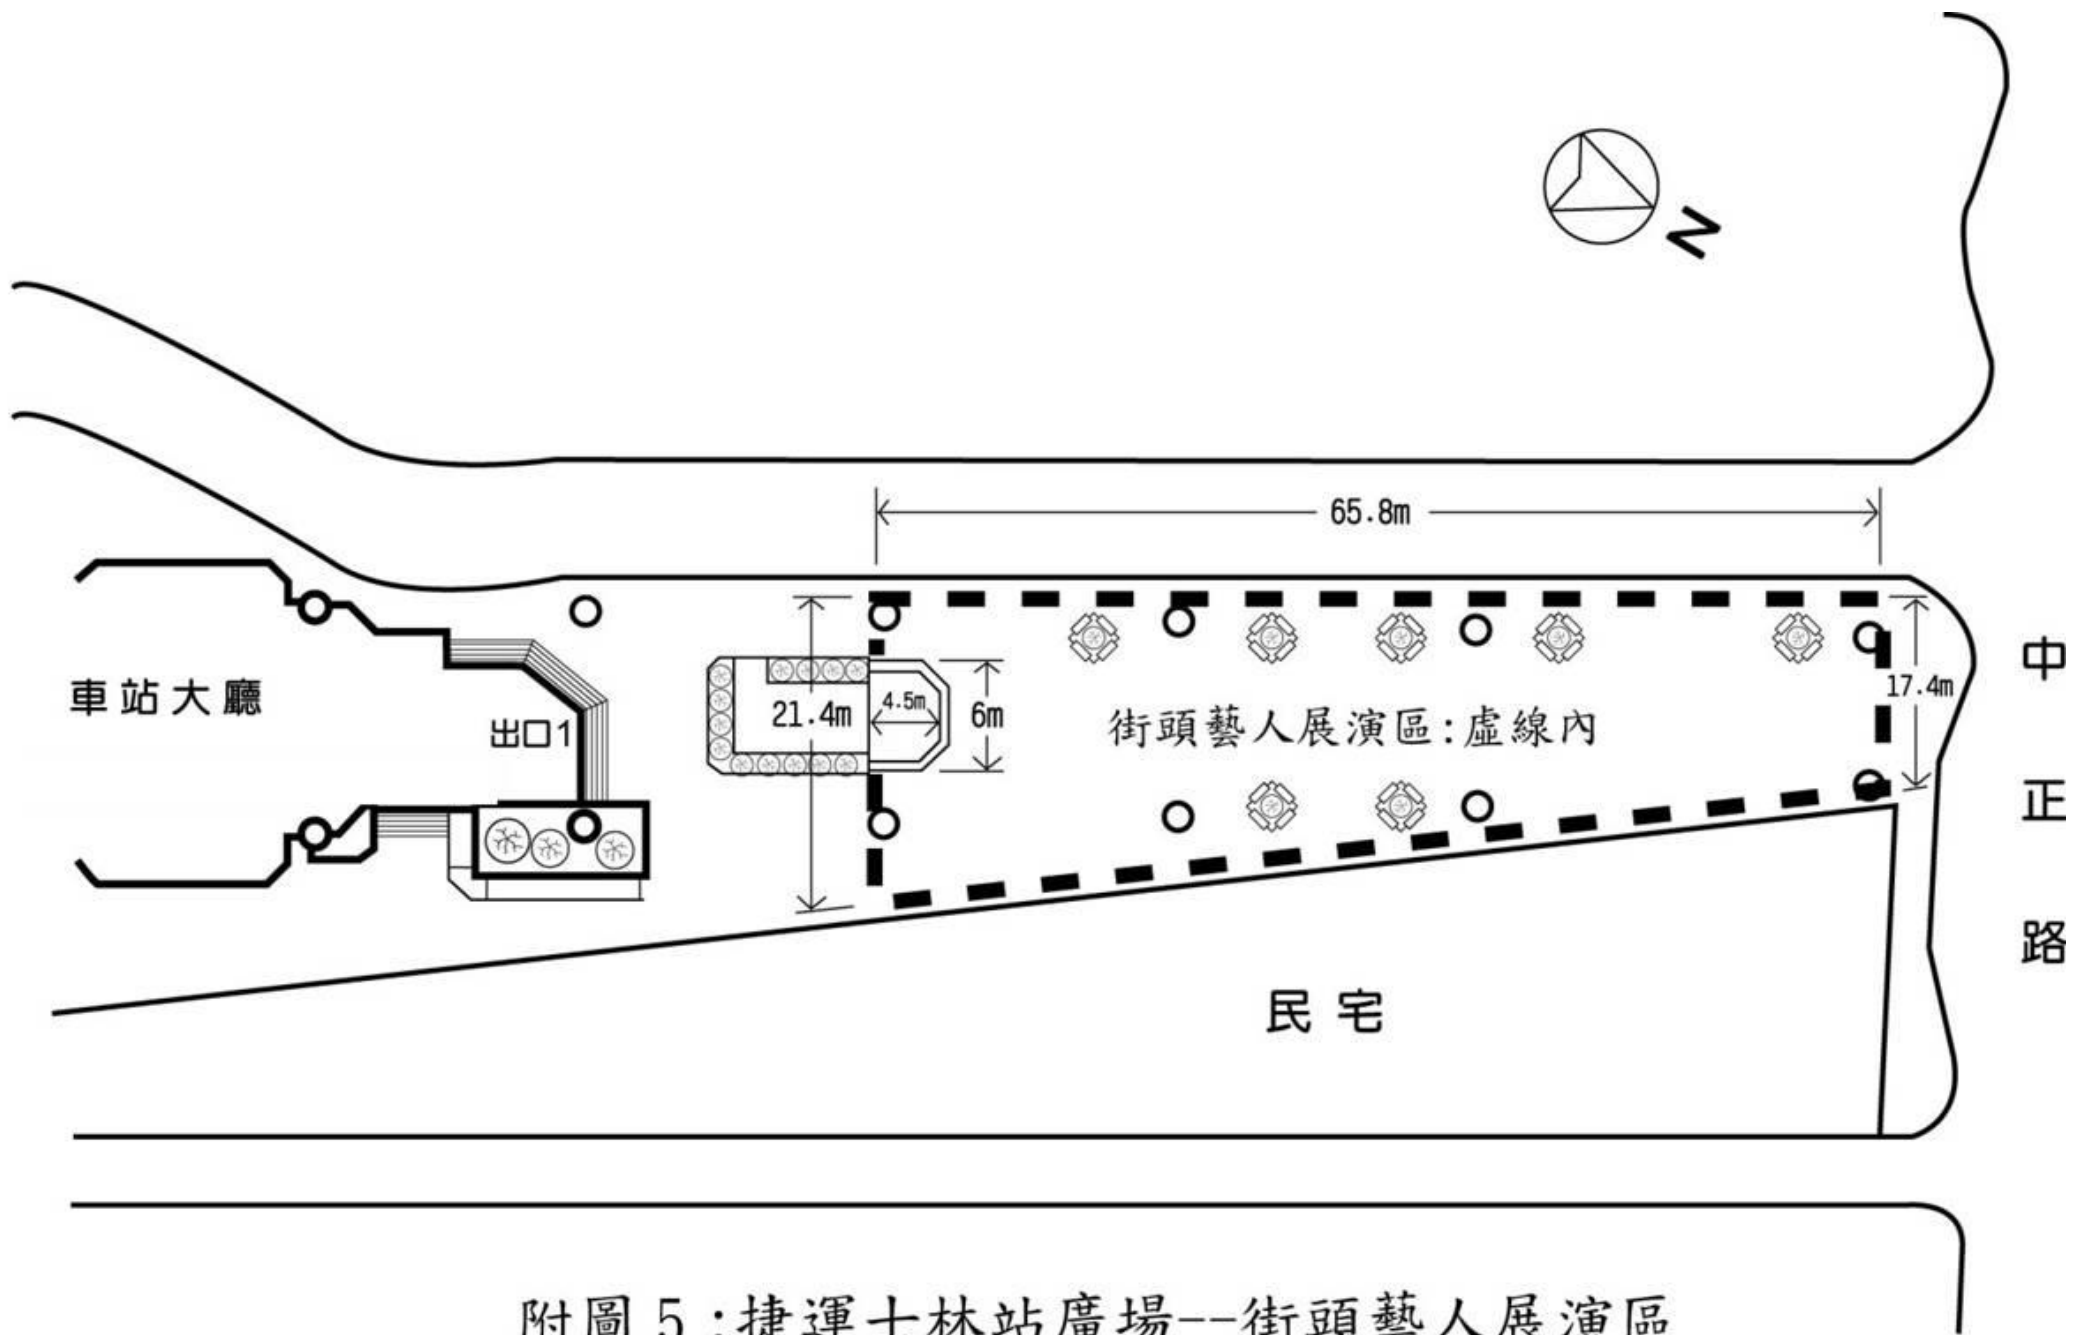 N
65.8m
車站大廳
出口1
21.4m
4.5m
6m
街頭藝人展演區:虛線內
17.4m
中正路
民宅
附圖 5 :捷運士林站廣場--街頭藝人展演區